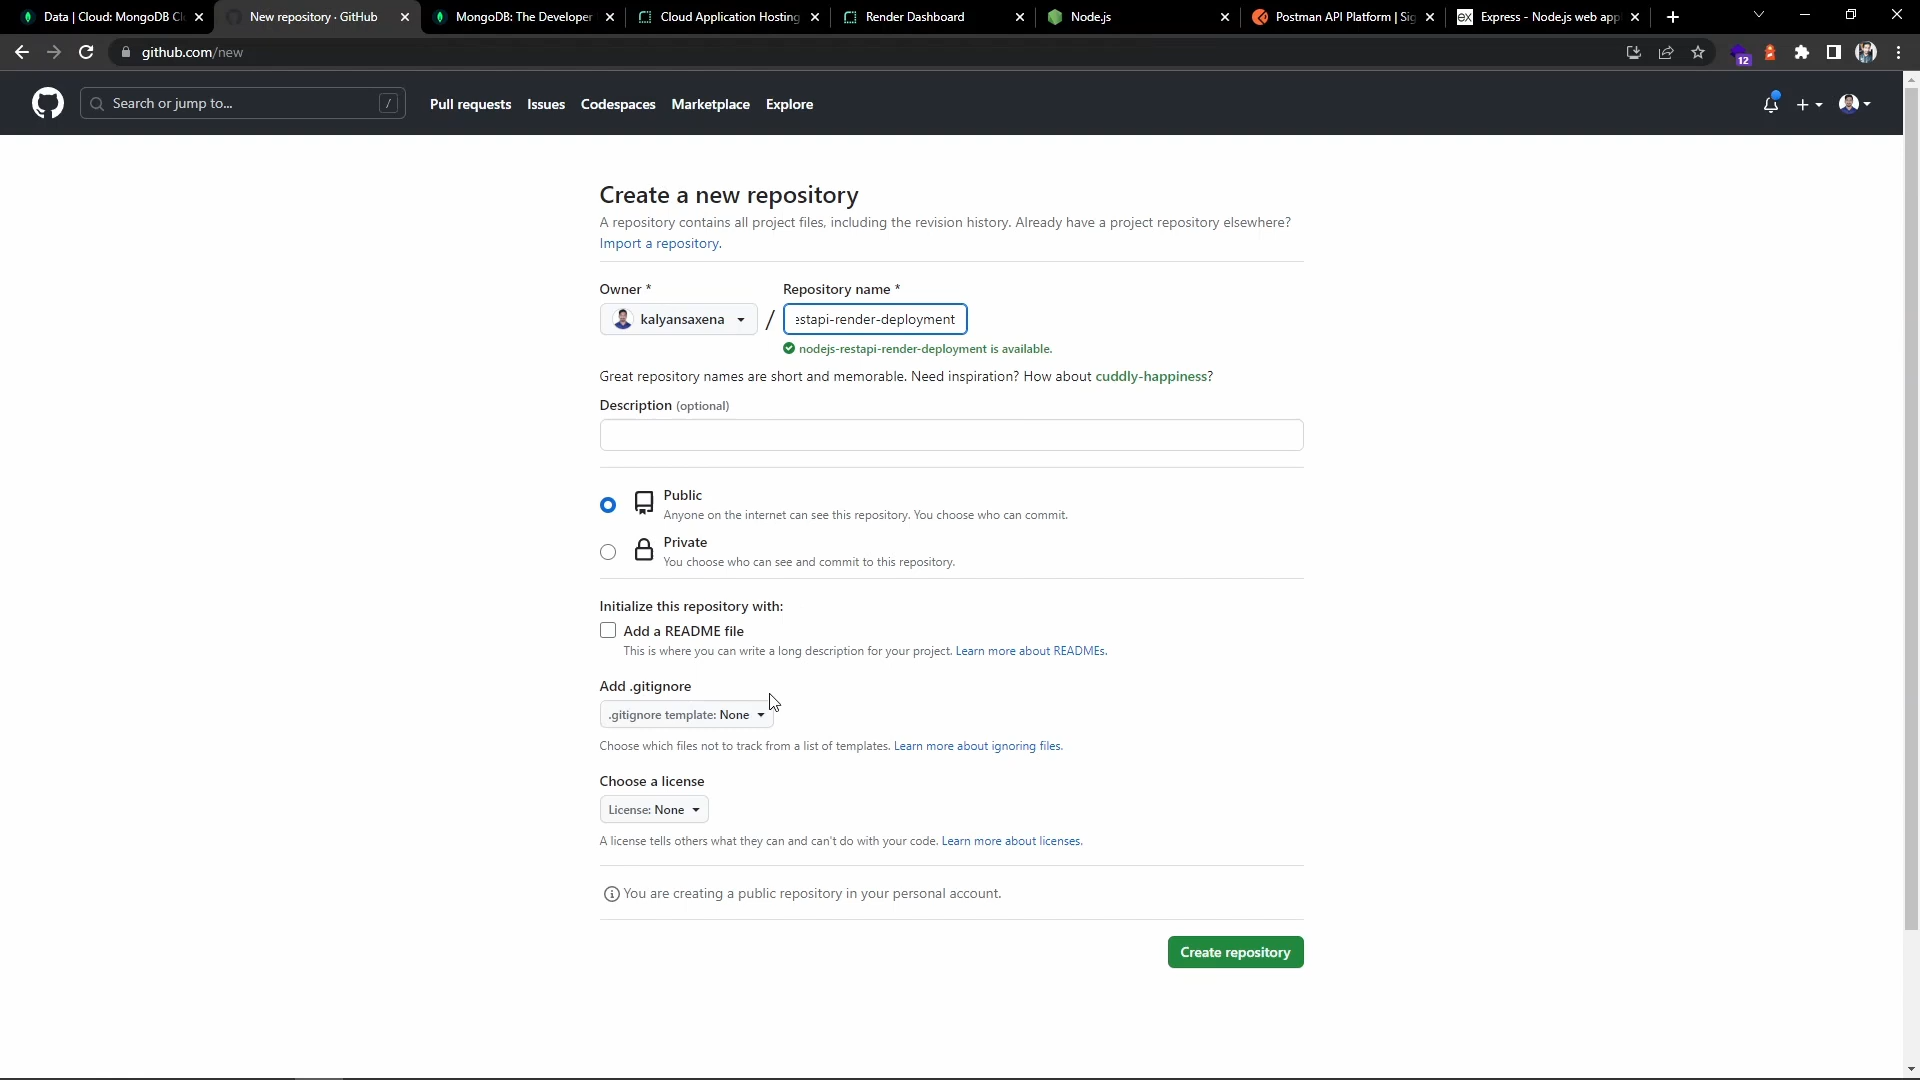 Data | Cloud: MongoDB Cl
New repository · GitHub
MongoDB: The Developer
Cloud Application Hosting
Render Dashboard
Node.js
Postman API Platform | Sig
Express - Node.js web app
github.com/new
12
Search or jump to...
/
Pull requests
Issues
Codespaces
Marketplace
Explore
Create a new repository
A repository contains all project files, including the revision history. Already have a project repository elsewhere?
Import a repository.
Owner *
Repository name *
kalyansaxena
/
estapi-render-deployment
nodejs-restapi-render-deployment is available.
Great repository names are short and memorable. Need inspiration? How about cuddly-happiness?
Description (optional)
Public
Anyone on the internet can see this repository. You choose who can commit.
Private
You choose who can see and commit to this repository.
Initialize this repository with:
Add a README file
This is where you can write a long description for your project. Learn more about READMEs.
Add .gitignore
.gitignore template: None
Choose which files not to track from a list of templates. Learn more about ignoring files.
Choose a license
License: None
A license tells others what they can and can't do with your code. Learn more about licenses.
You are creating a public repository in your personal account.
Create repository